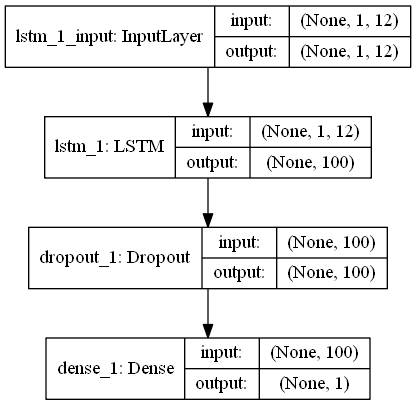 lstm_1_input: InputLayer
input: (None, 1, 12)
output: (None, 1, 12)
lstm_1: LSTM
input: (None, 1, 12)
output: (None, 100)
dropout_1: Dropout
input: (None, 100)
output: (None, 100)
dense_1: Dense
input: (None, 100)
output: (None, 1)